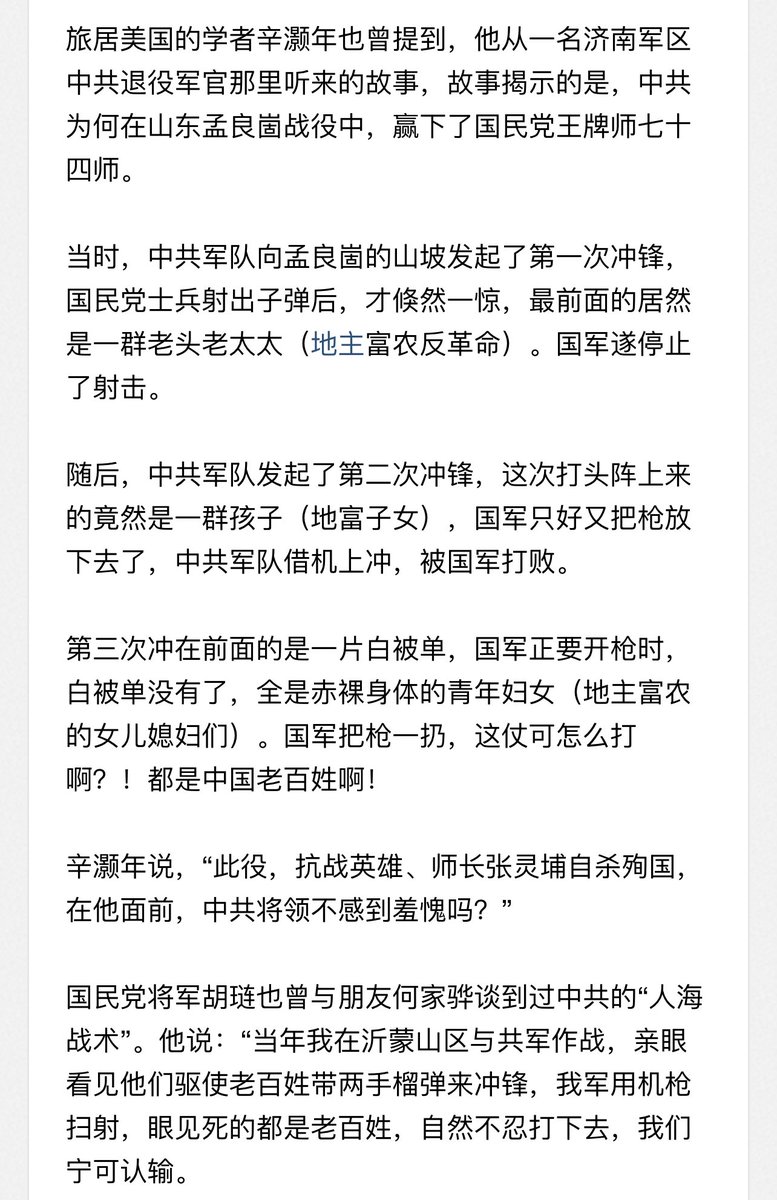 旅居美国的学者辛灏年也曾提到，他从一名济南军区
中共退役军官那里听来的故事，故事揭示的是，中共
为何在山东孟良崮战役中，赢下了国民党王牌师七十
四师。
当时，中共军队向孟良崮的山坡发起了第一次冲锋，
国民党士兵射出子弹后，才倏然一惊，最前面的居然
是一群老头老太太（地主富农反革命）。国军遂停止
了射击。
随后，中共军队发起了第二次冲锋，这次打头阵上来
的竟然是一群孩子（地富子女），国军只好又把枪放
下去了，中共军队借机上冲，被国军打败。
第三次冲在前面的是一片白被单，国军正要开枪时，
白被单没有了，全是赤裸身体的青年妇女（地主富农
的女儿媳妇们）。国军把枪一扔，这仗可怎么打
啊？！都是中国老百姓啊！
辛灏年说，“此役，抗战英雄、师长张灵埔自杀殉国，
在他面前，中共将领不感到羞愧吗？”
国民党将军胡琏也曾与朋友何家骅谈到过中共的“人海
战术”。他说：“当年我在沂蒙山区与共军作战，亲眼
看见他们驱使老百姓带两手榴弹来冲锋，我军用机枪
扫射，眼见死的都是老百姓，自然不忍打下去，我们
宁可认输。